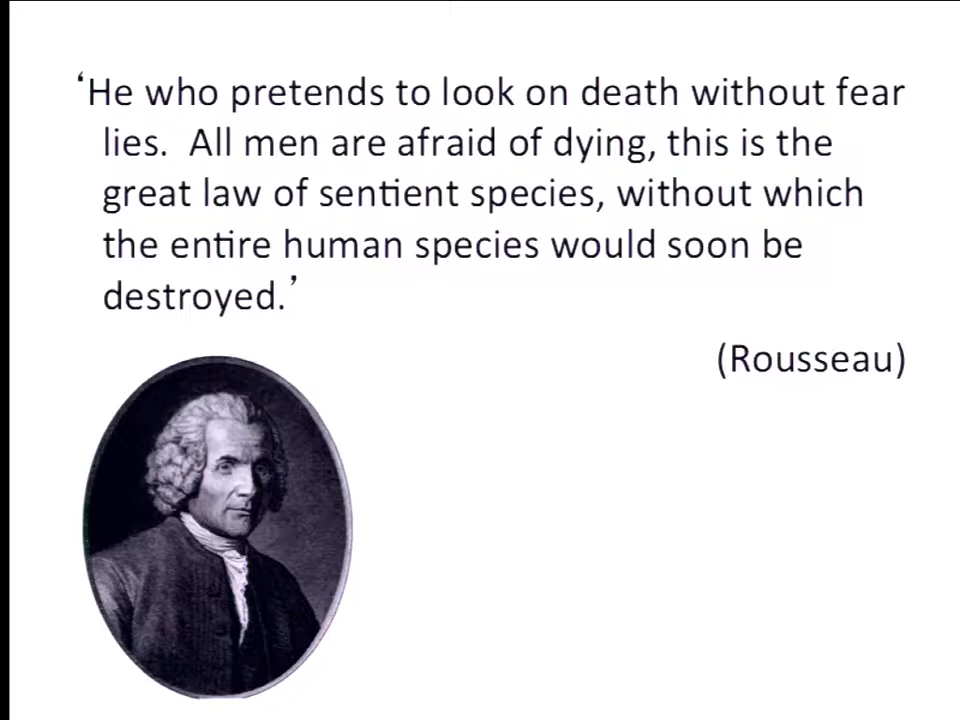 ‘He who pretends to look on death without fear
lies.  All men are afraid of dying, this is the
great law of sentient species, without which
the entire human species would soon be
destroyed.’
(Rousseau)